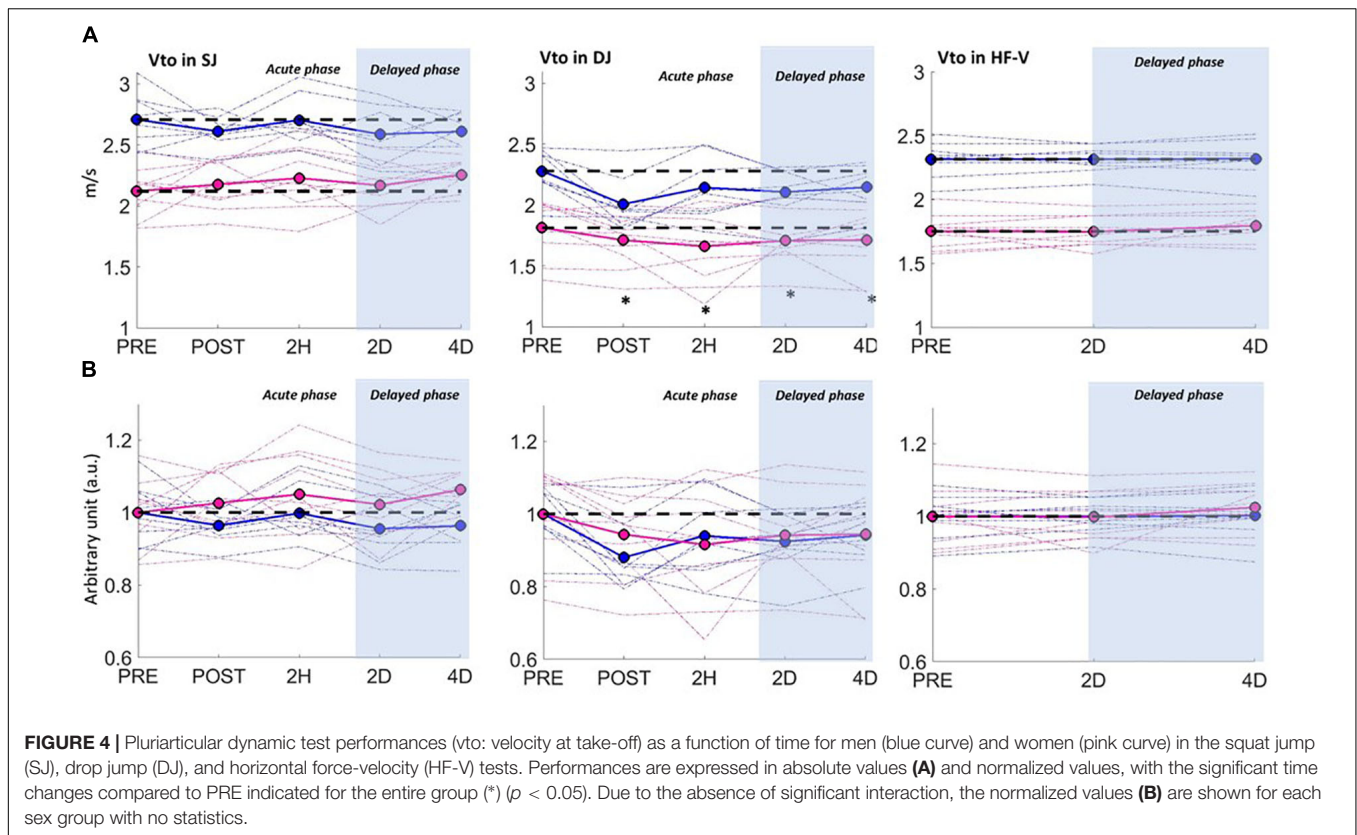 A
Vto in SJ
Acute phase
Delayed phase
3
2.5
2
1.5
1
m/s
PRE POST 2H 2D 4D
Vto in DJ
Acute phase
Delayed phase
3
2.5
2
1.5
1
* * * *
PRE POST 2H 2D 4D
Vto in HF-V
Delayed phase
3
2.5
2
1.5
1
PRE 2D 4D
B
Acute phase
Delayed phase
1.2
1
0.8
0.6
Arbitrary unit (a.u.)
PRE POST 2H 2D 4D
Acute phase
Delayed phase
1.2
1
0.8
0.6
PRE POST 2H 2D 4D
Delayed phase
1.2
1
0.8
0.6
PRE 2D 4D
FIGURE 4 | Pluriarticular dynamic test performances (vto: velocity at take-off) as a function of time for men (blue curve) and women (pink curve) in the squat jump
(SJ), drop jump (DJ), and horizontal force-velocity (HF-V) tests. Performances are expressed in absolute values (A) and normalized values, with the significant time
changes compared to PRE indicated for the entire group (*) (p < 0.05). Due to the absence of significant interaction, the normalized values (B) are shown for each
sex group with no statistics.